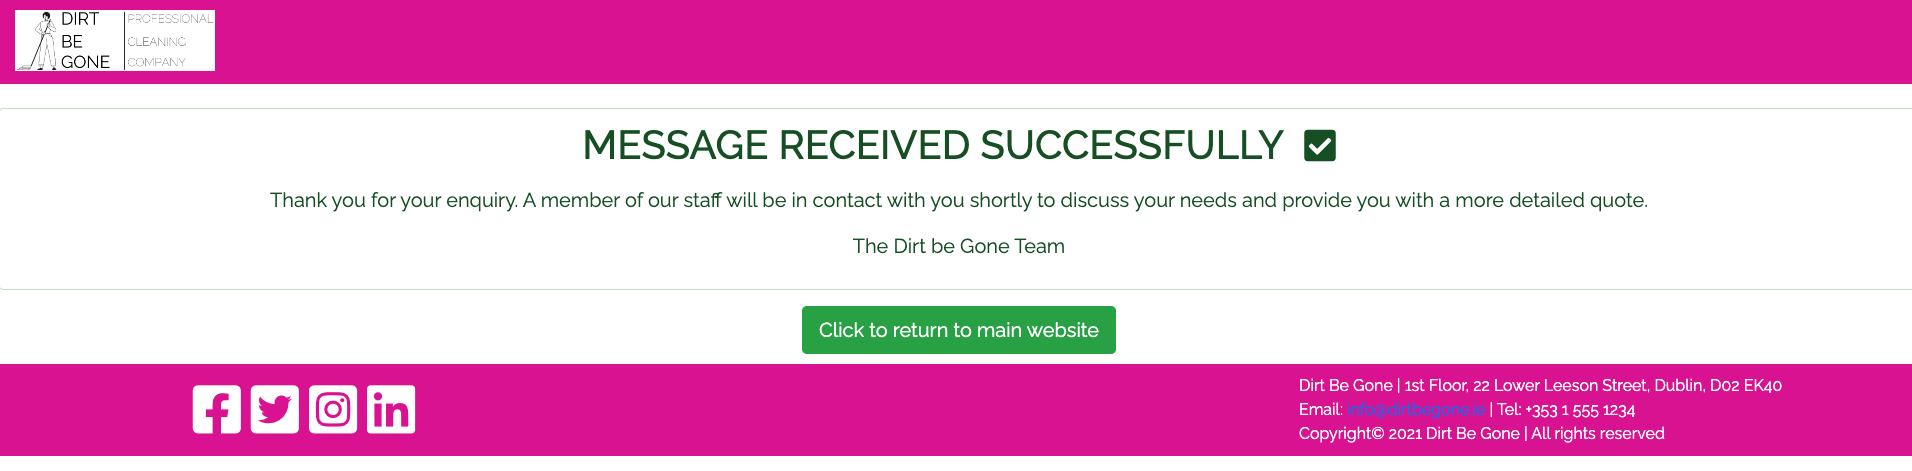 DIRT
BE
GONE
PROFESSIONAL
CLEANING
COMPANY
MESSAGE RECEIVED SUCCESSFULLY
Thank you for your enquiry. A member of our staff will be in contact with you shortly to discuss your needs and provide you with a more detailed quote.
The Dirt be Gone Team
Click to return to main website
Dirt Be Gone | 1st Floor, 22 Lower Leeson Street, Dublin, D02 EK40
Email: info@dirtbegone.ie | Tel: +353 1 555 1234
Copyright© 2021 Dirt Be Gone | All rights reserved